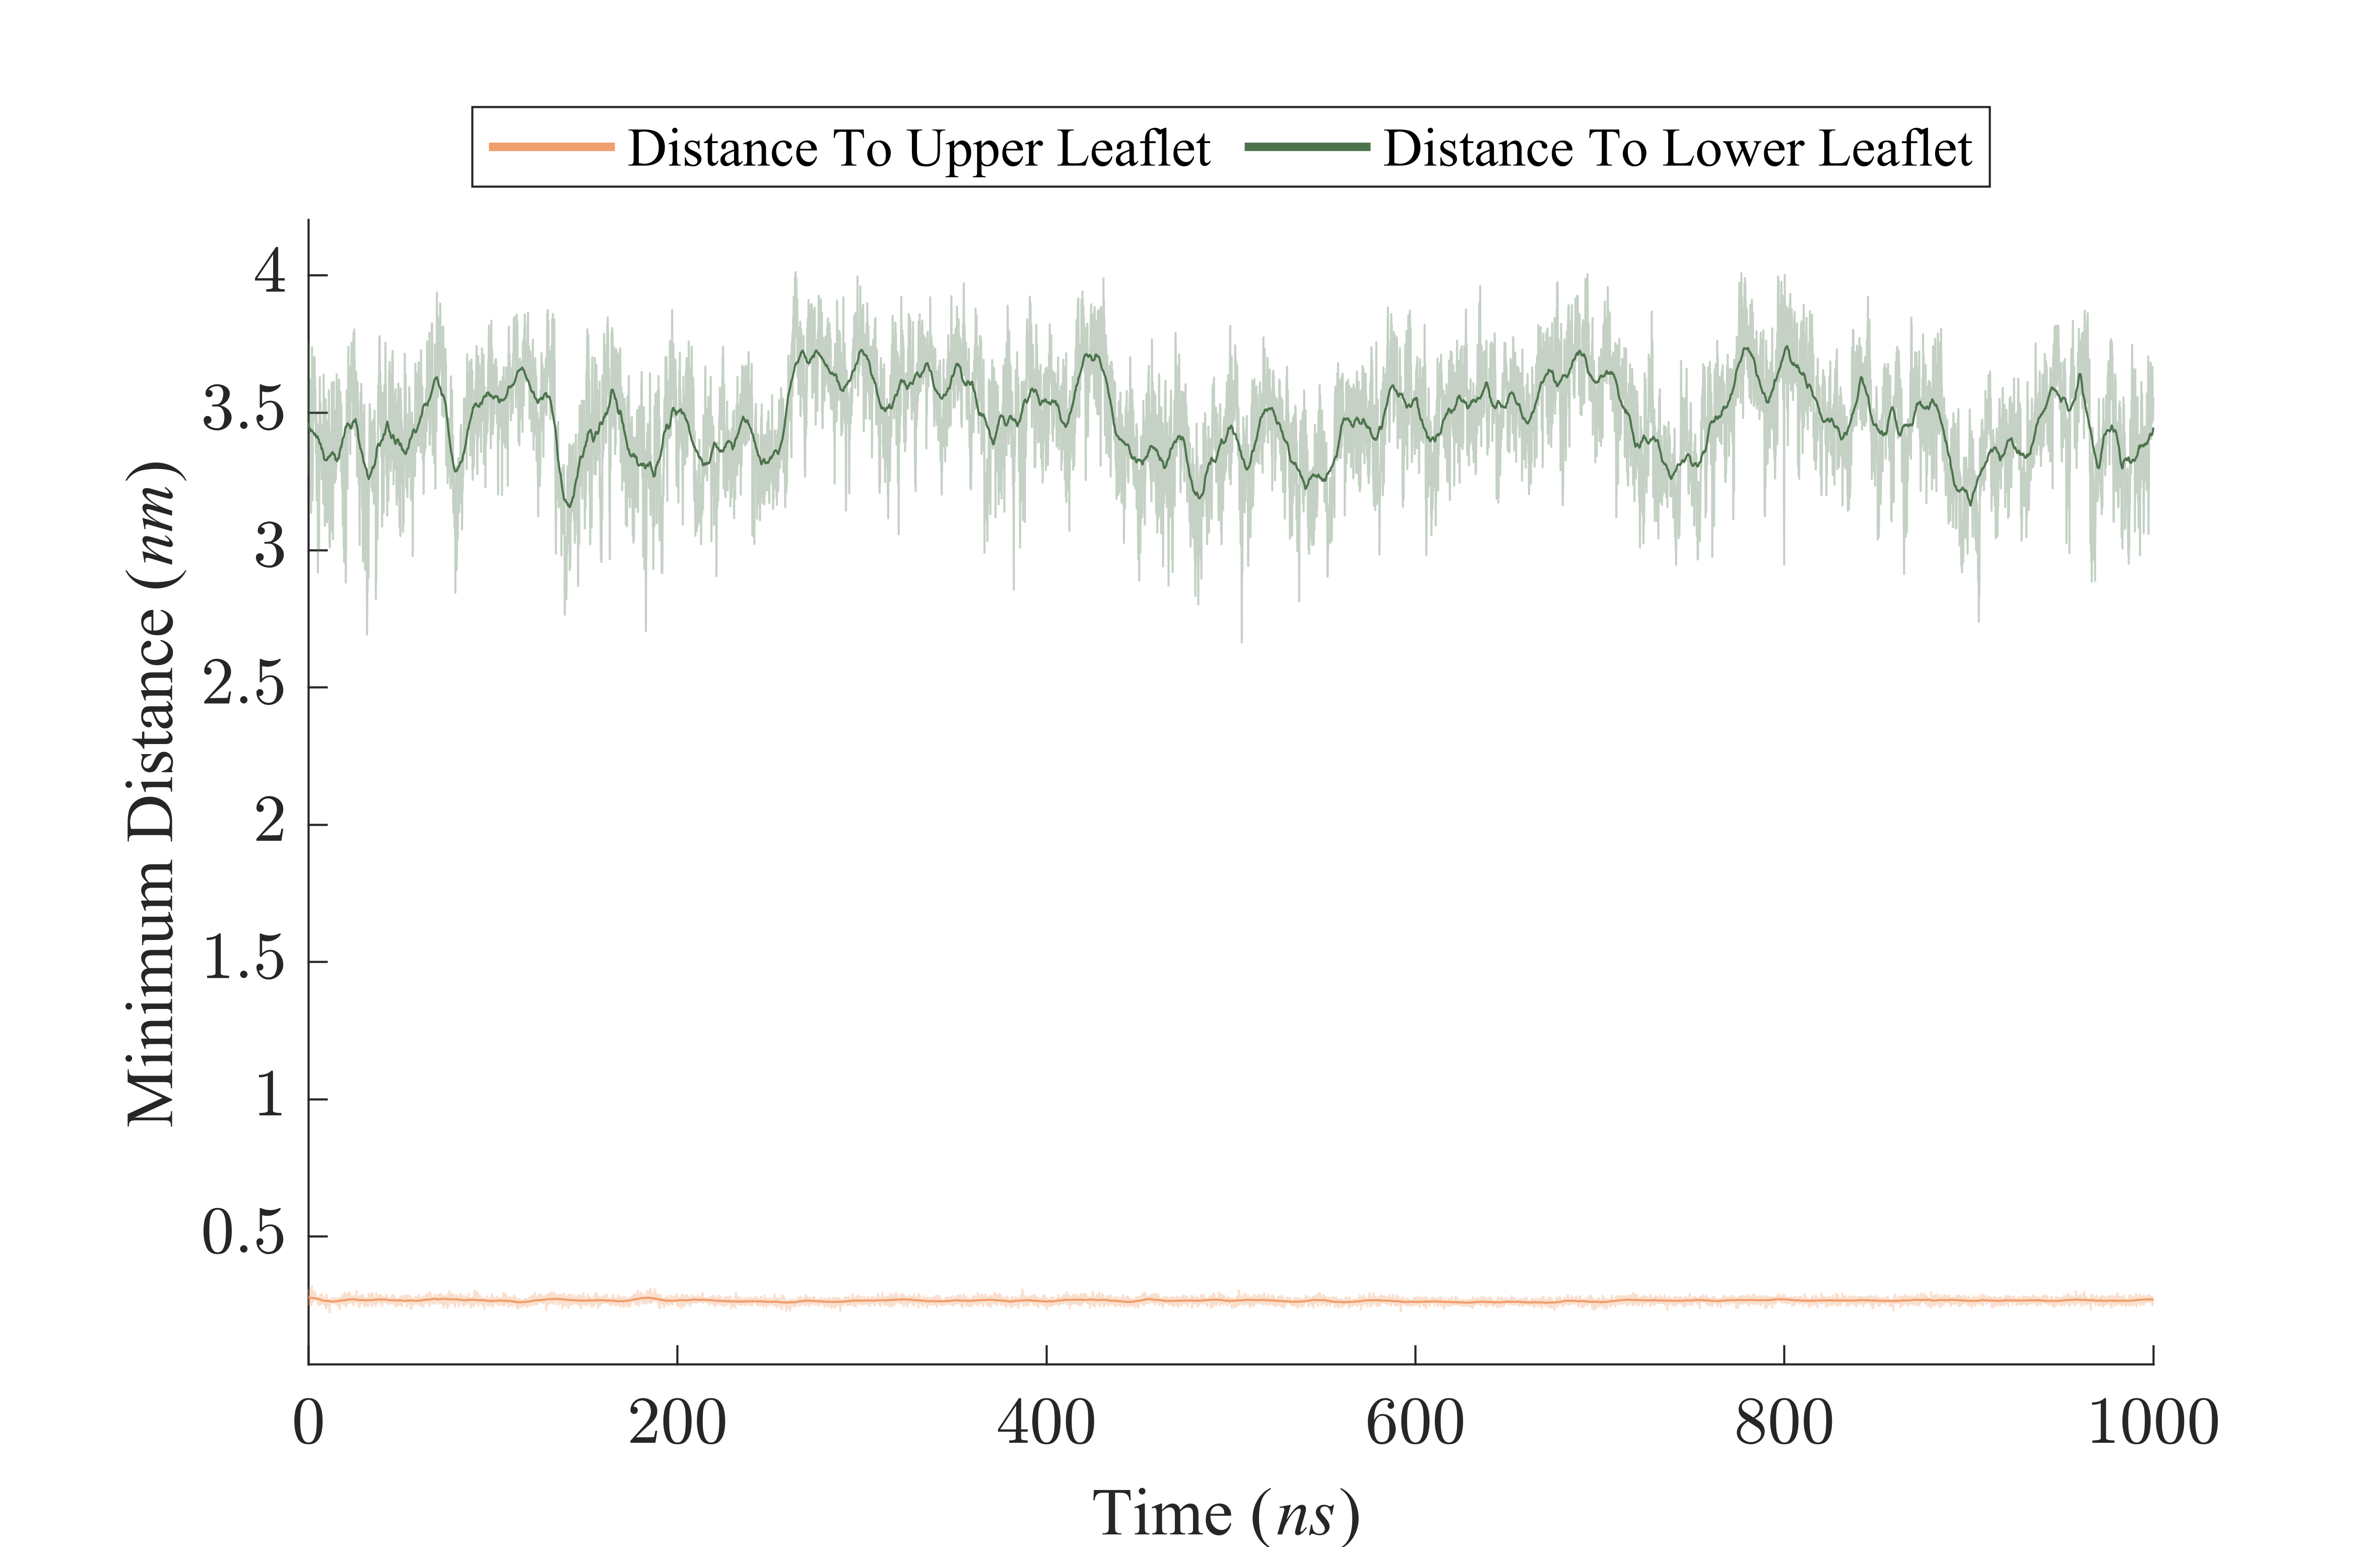 Distance To Upper Leaflet Distance To Lower Leaflet
4
3.5
3
2.5
2
1.5
1
0.5
Minimum Distance (nm)
0 200 400 600 800 1000
Time (ns)